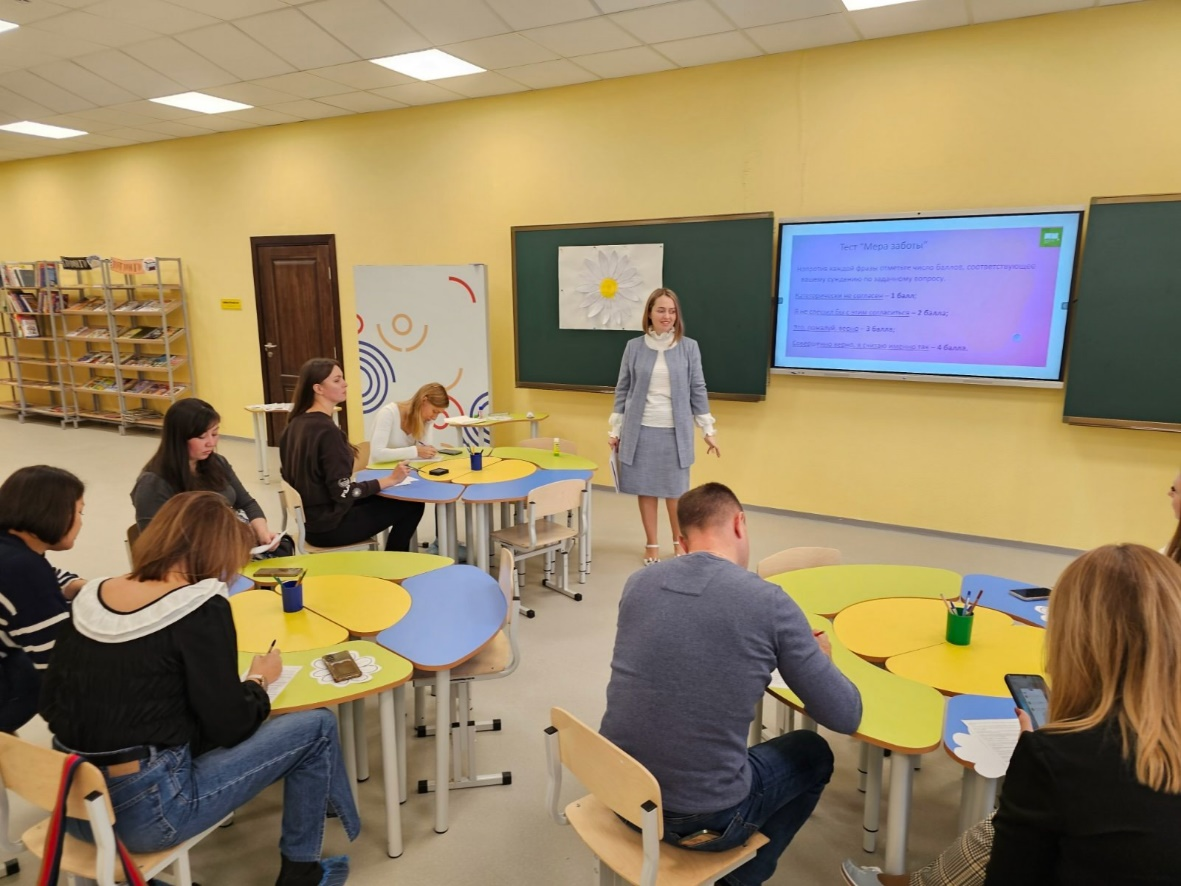 Тест "Мера заботы"
Напротив каждой фразы отметьте число баллов, соответствующее
вашему суждению по заданному вопросу.
Категорически не согласен – 1 балл;
Я не спешил бы с этим согласиться – 2 балла;
Это, пожалуй, верно – 3 балла;
Совершенно верно, я считаю именно так – 4 балла.